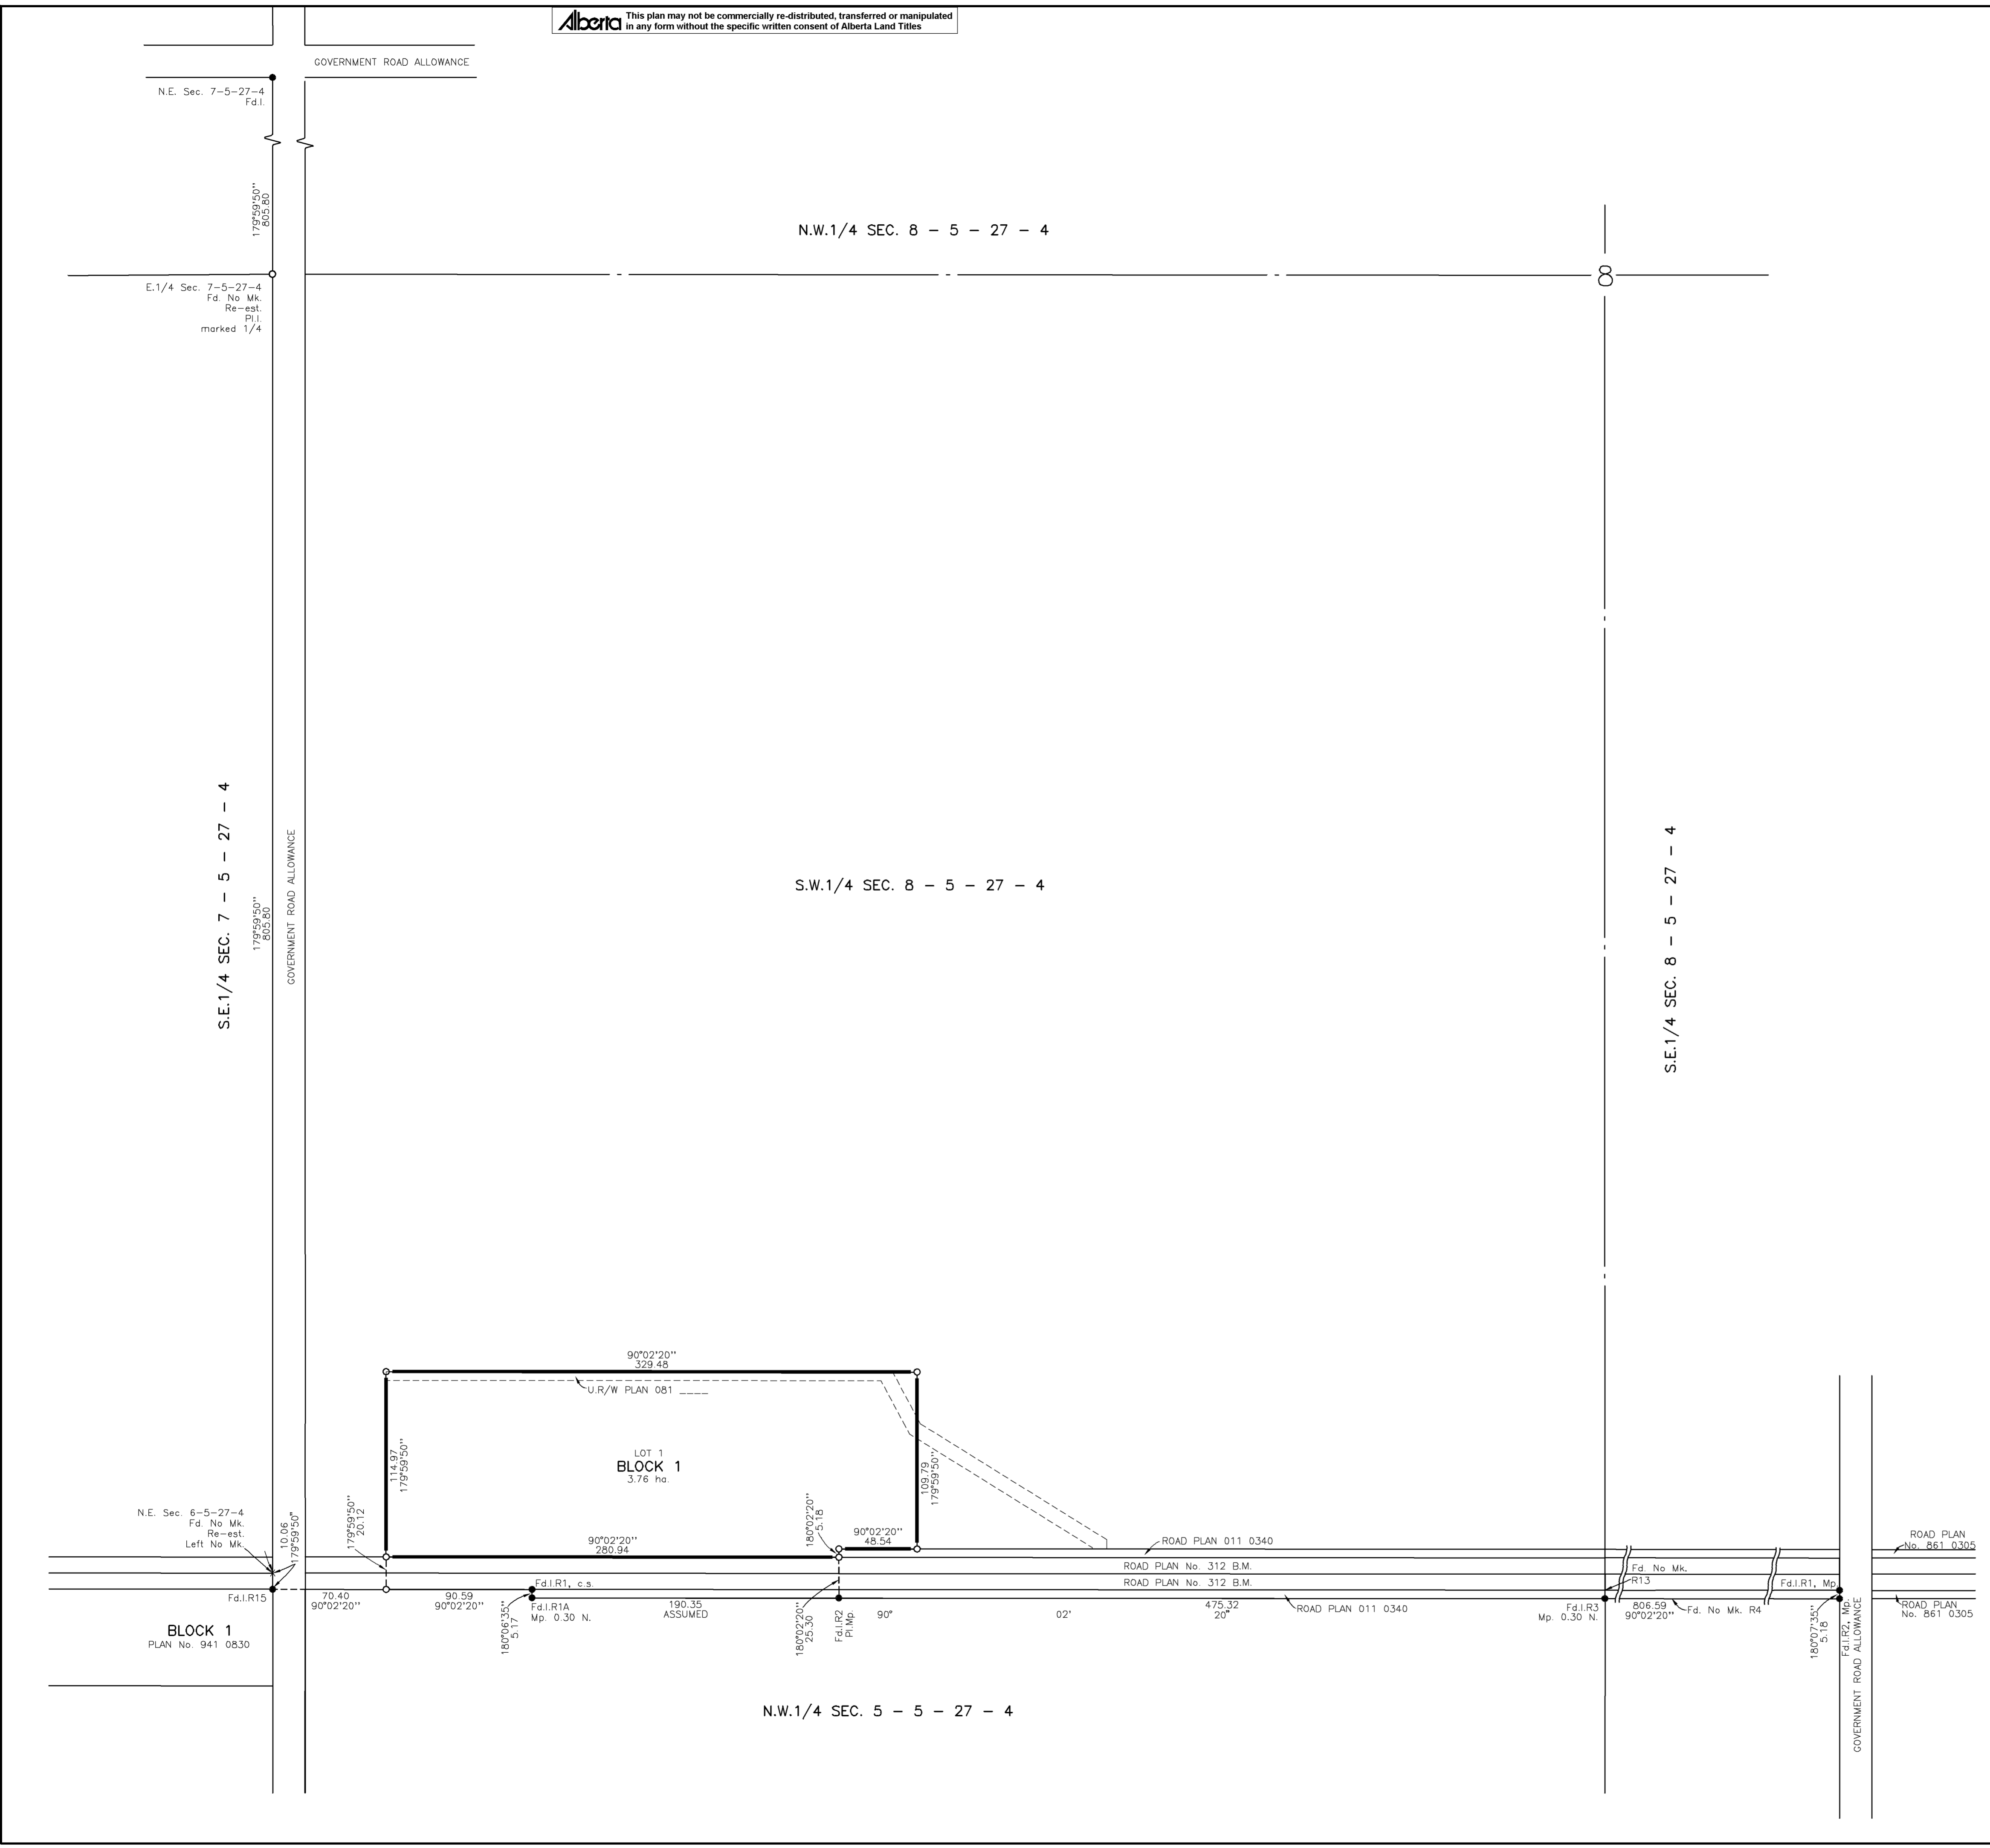 Alberta
This plan may not be commercially re-distributed, transferred or manipulated
in any form without the specific written consent of Alberta Land Titles
GOVERNMENT ROAD ALLOWANCE
N.E. Sec. 7-5-27-4
Fd.I.
179°59'50''
805.80
N.W.1/4 SEC. 8 - 5 - 27 - 4
8
E.1/4 Sec. 7-5-27-4
Fd. No Mk.
Re-est.
Pl.I.
marked 1/4
S.E.1/4 SEC. 7 - 5 - 27 - 4
179°59'50''
805.80
GOVERNMENT ROAD ALLOWANCE
S.W.1/4 SEC. 8 - 5 - 27 - 4
S.E.1/4 SEC. 8 - 5 - 27 - 4
90°02'20''
329.48
U.R/W PLAN 081 ____
114.97
179°59'50''
LOT 1
BLOCK 1
3.76 ha.
109.79
179°59'50''
N.E. Sec. 6-5-27-4
Fd. No Mk.
Re-est.
Left No Mk.
10.06
179°59'50"
179°59'50''
20.12
90°02'20''
280.94
180°02'20''
5.18
90°02'20''
48.54
ROAD PLAN 011 0340
ROAD PLAN No. 312 B.M.
ROAD PLAN No. 312 B.M.
Fd. No Mk.
R13
ROAD PLAN
No. 861 0305
Fd.I.R1, Mp.
Fd.I.R15
70.40
90°02'20''
90.59
90°02'20''
Fd.I.R1, c.s.
180°06'35''
5.17
Fd.I.R1A
Mp. 0.30 N.
190.35
ASSUMED
180°02'20''
25.30
Fd.I.R2
Pl.Mp.
90°
02'
475.32
20"
ROAD PLAN 011 0340
Fd.I.R3
Mp. 0.30 N.
806.59
90°02'20''
Fd. No Mk. R4
180°07'35''
5.18
Fd.I.R2, Mp.
GOVERNMENT ROAD ALLOWANCE
ROAD PLAN
No. 861 0305
BLOCK 1
PLAN No. 941 0830
N.W.1/4 SEC. 5 - 5 - 27 - 4